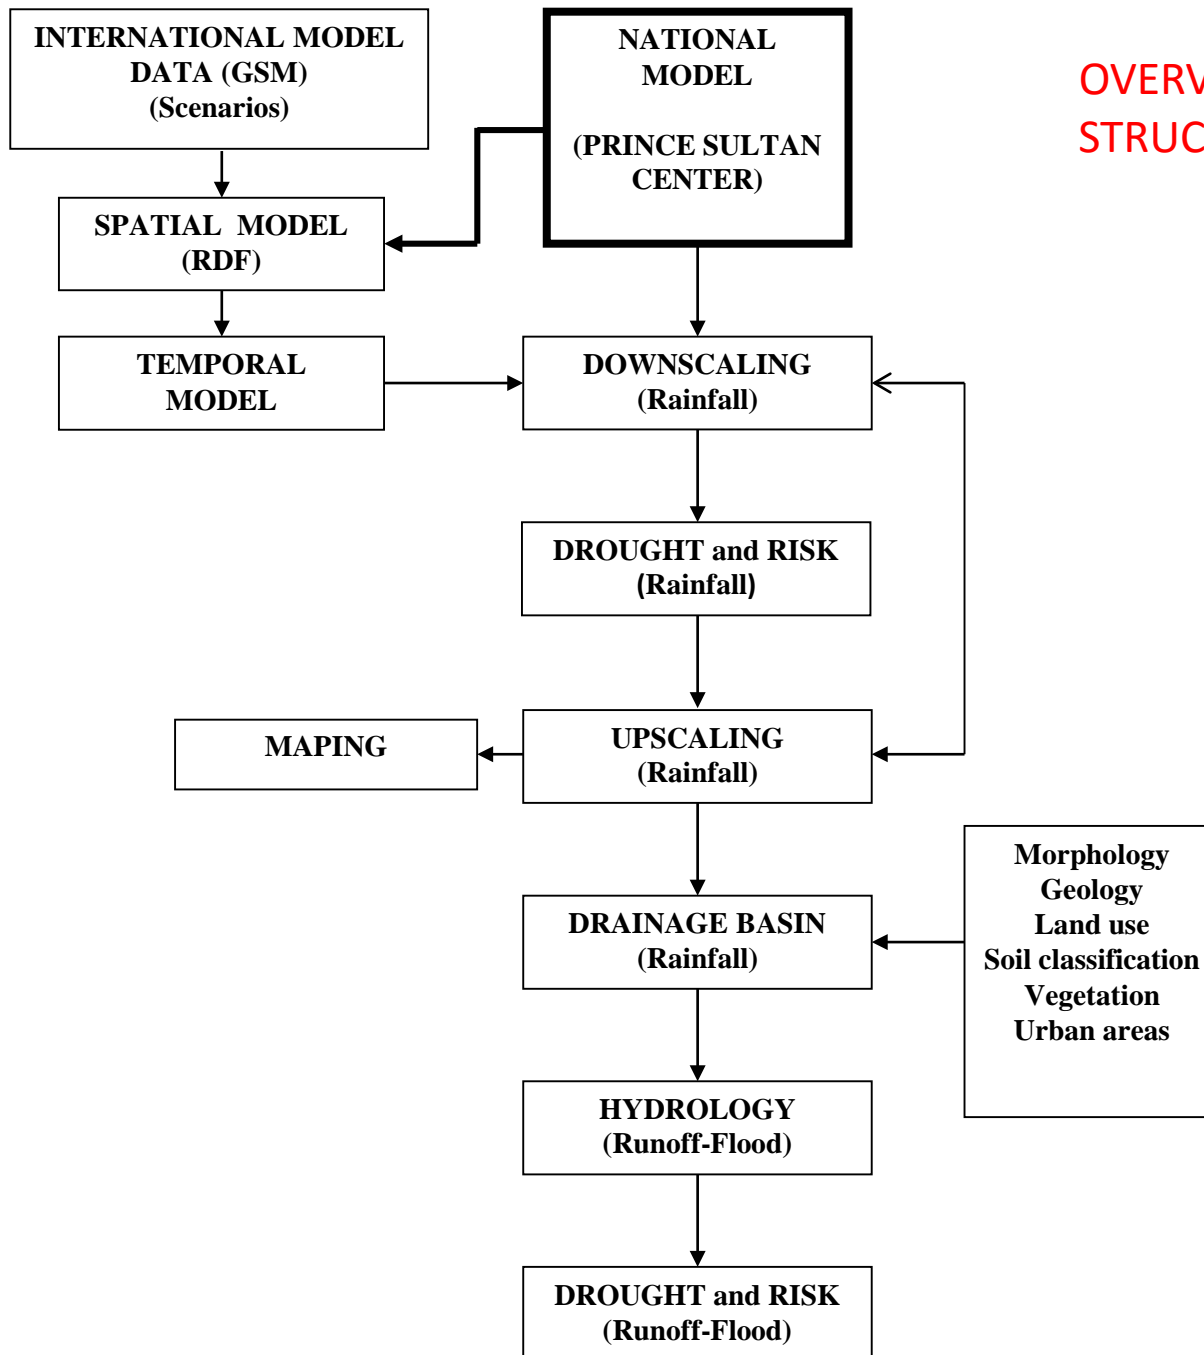 INTERNATIONAL MODEL
DATA (GSM)
(Scenarios)
NATIONAL
MODEL
(PRINCE SULTAN
CENTER)
OVERV
STRUC
SPATIAL MODEL
(RDF)
TEMPORAL
MODEL
DOWNSCALING
(Rainfall)
DROUGHT and RISK
(Rainfall)
MAPING
UPSCALING
(Rainfall)
Morphology
Geology
Land use
Soil classification
Vegetation
Urban areas
DRAINAGE BASIN
(Rainfall)
HYDROLOGY
(Runoff-Flood)
DROUGHT and RISK
(Runoff-Flood)